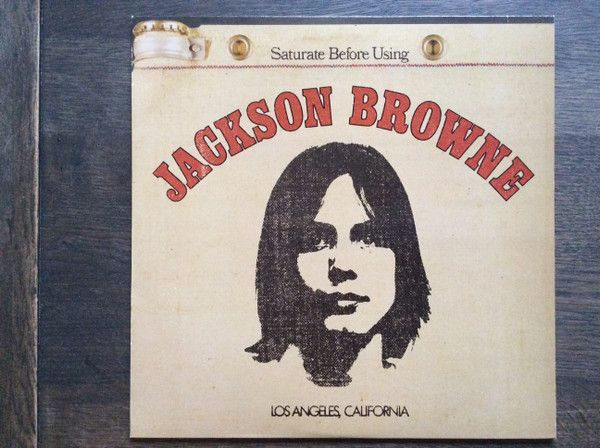 Saturate Before Using
JACKSON BROWNE
LOS ANGELES, CALIFORNIA